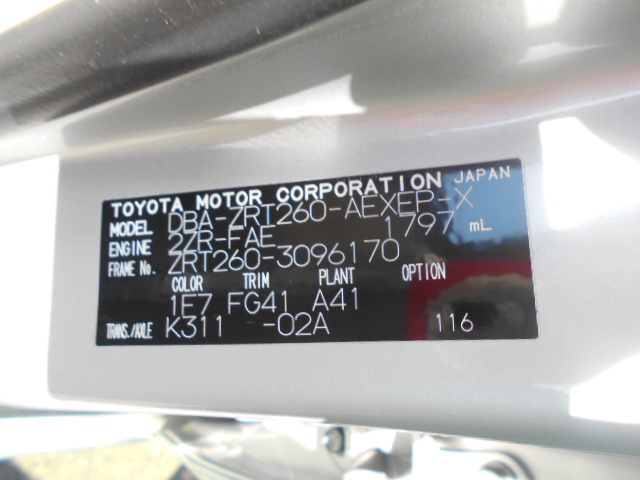 TOYOTA MOTOR CORPORATION JAPAN
MODEL DBA-ZRT260-AEXEP-X
ENGINE 2ZR-FAE 1797 mL
FRAME No. ZRT260-3096170
COLOR TRIM PLANT OPTION
1E7 FG41 A41
TRANS./AXLE K311 -02A 116